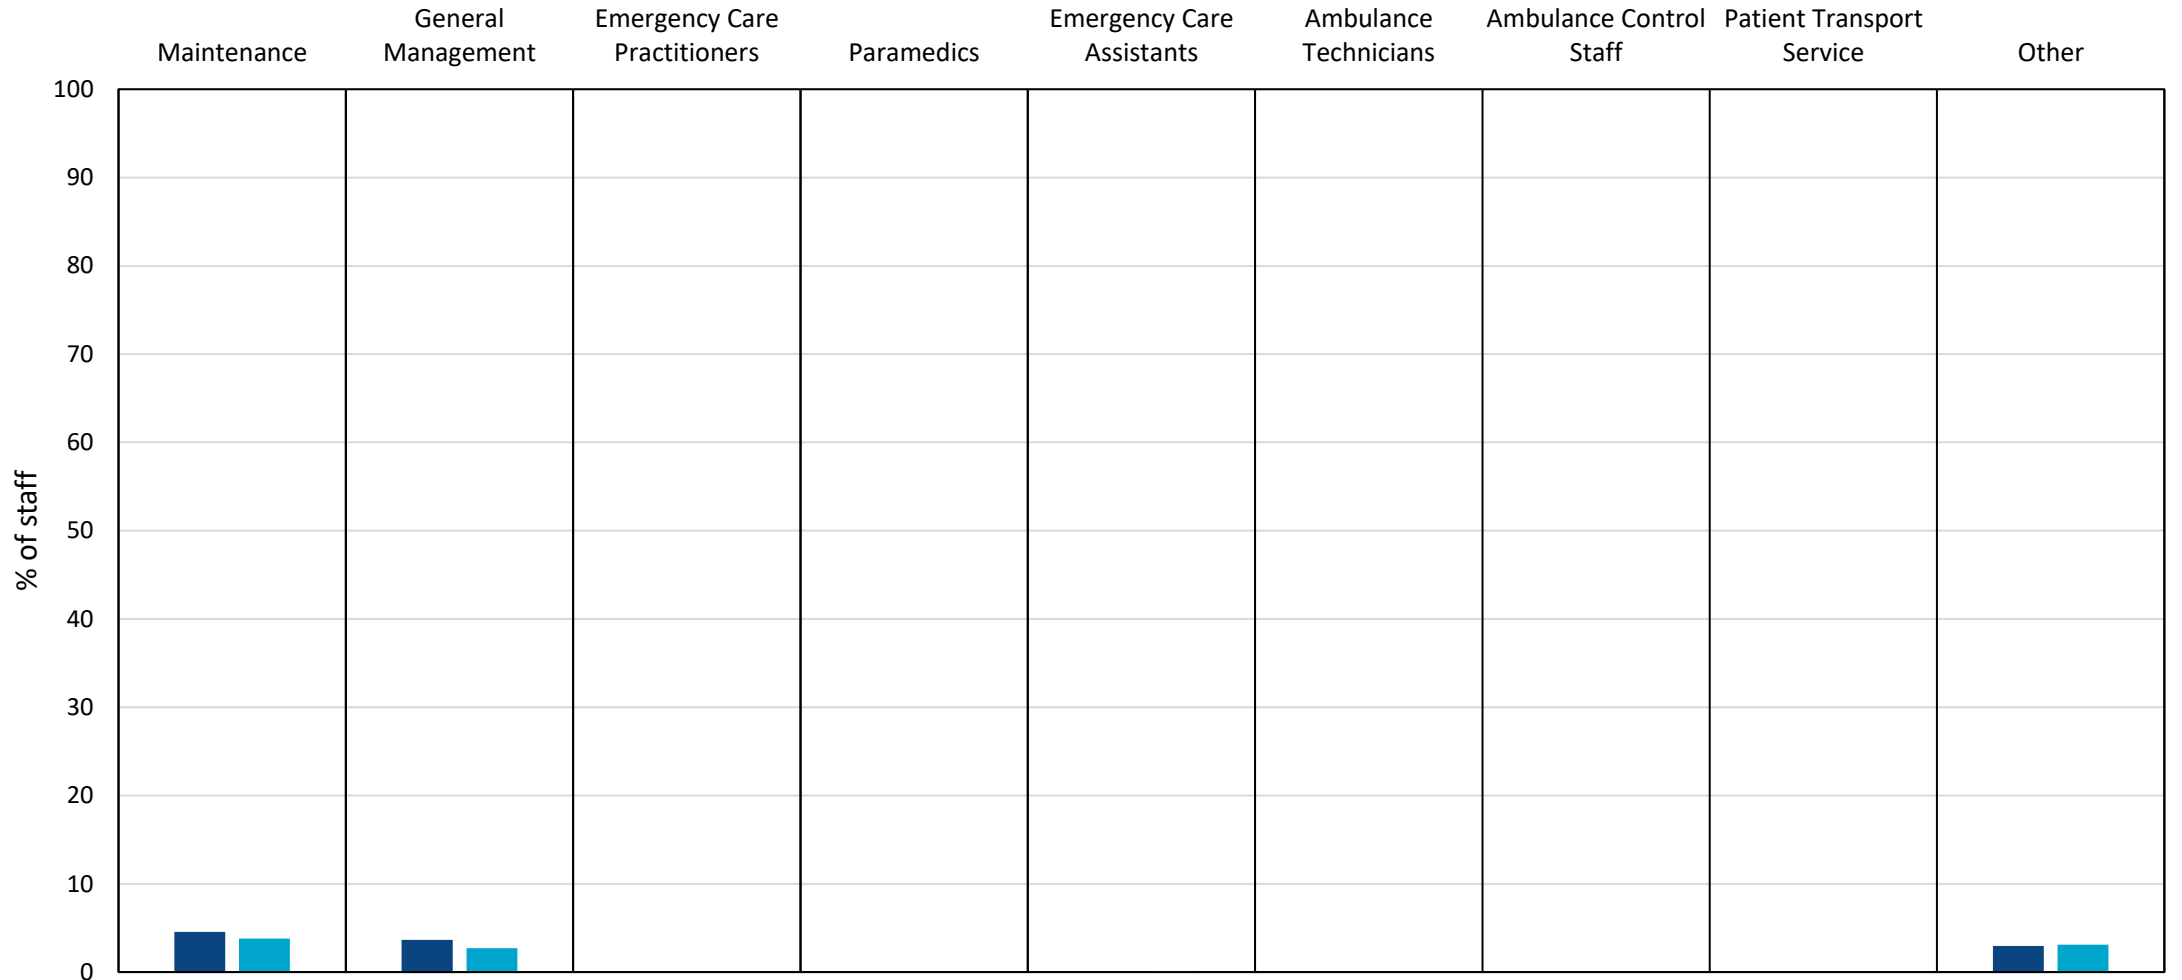 Maintenance
General
Management
Emergency Care
Practitioners
Paramedics
Emergency Care
Assistants
Ambulance
Technicians
Ambulance Control
Staff
Patient Transport
Service
Other
100
90
80
70
60
50
40
30
20
10
0
% of staff